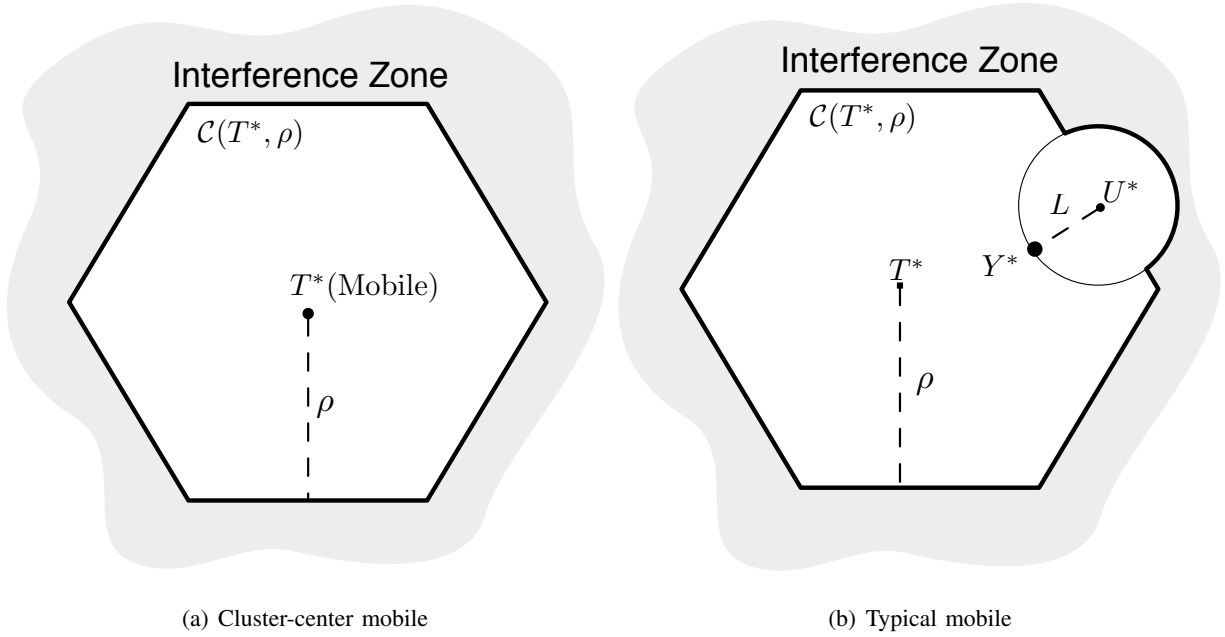 Interference Zone
C(T*, ρ)
T*(Mobile)
ρ
(a) Cluster-center mobile
Interference Zone
C(T*, ρ)
L
U*
Y*
T*
ρ
(b) Typical mobile